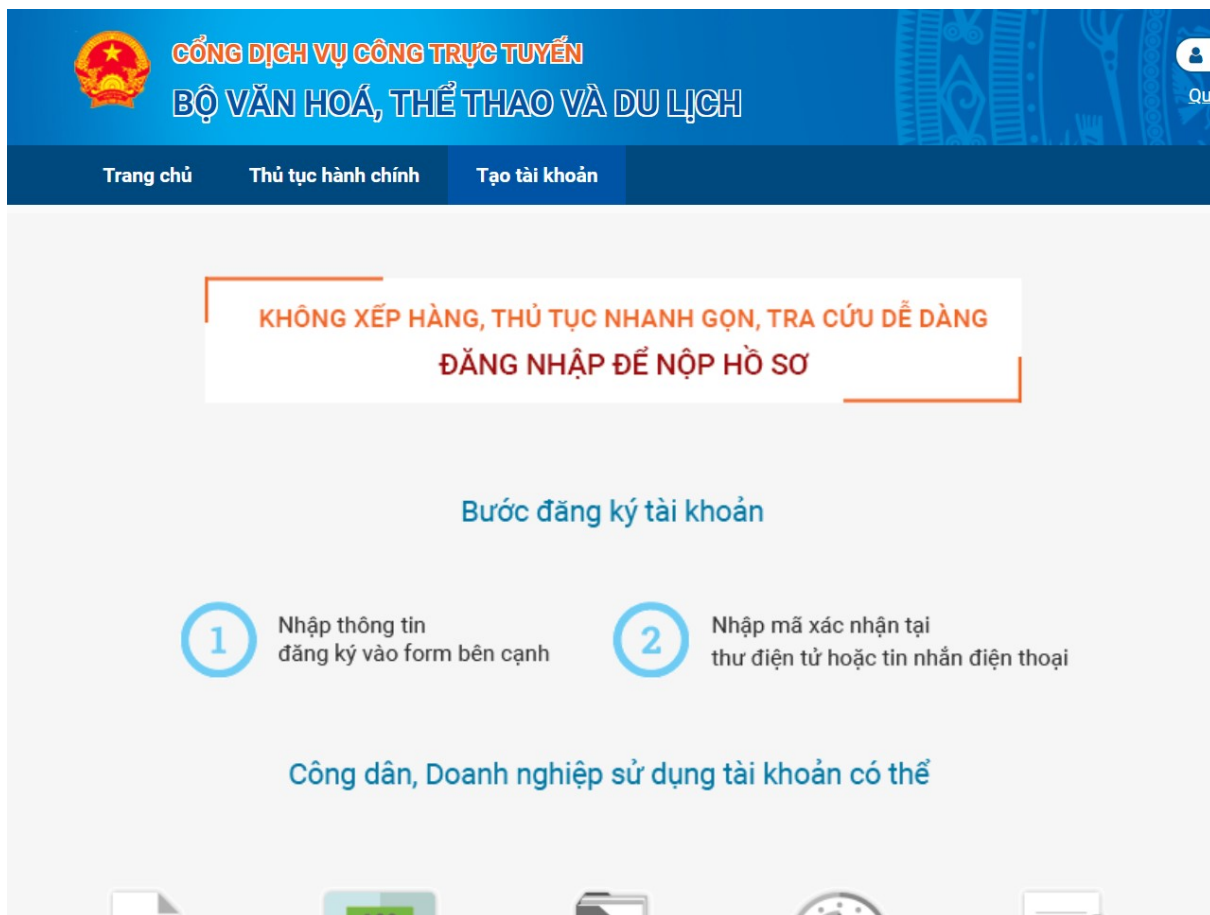 CỔNG DỊCH VỤ CÔNG TRỰC TUYẾN
BỘ VĂN HOÁ, THỂ THAO VÀ DU LỊCH
Trang chủ Thủ tục hành chính Tạo tài khoản
KHÔNG XẾP HÀNG, THỦ TỤC NHANH GỌN, TRA CỨU DỄ DÀNG
ĐĂNG NHẬP ĐỂ NỘP HỒ SƠ
Bước đăng ký tài khoản
1
Nhập thông tin
đăng ký vào form bên cạnh
2
Nhập mã xác nhận tại
thư điện tử hoặc tin nhắn điện thoại
Công dân, Doanh nghiệp sử dụng tài khoản có thể